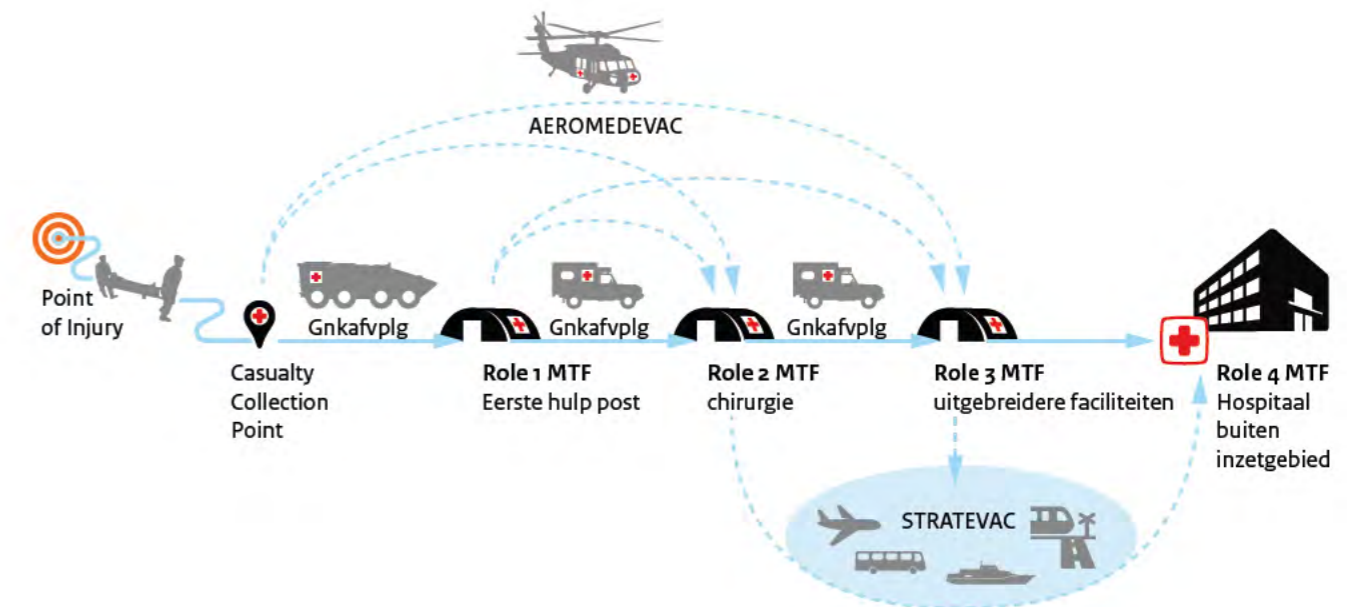 AEROMEDEVAC
Point
of Injury
Gnkafvplg
Gnkafvplg
Gnkafvplg
Casualty
Collection
Point
Role 1 MTF
Eerste hulp post
Role 2 MTF
chirurgie
Role 3 MTF
uitgebreidere faciliteiten
Role 4 MTF
Hospitaal
buiten
inzetgebied
STRATEVAC